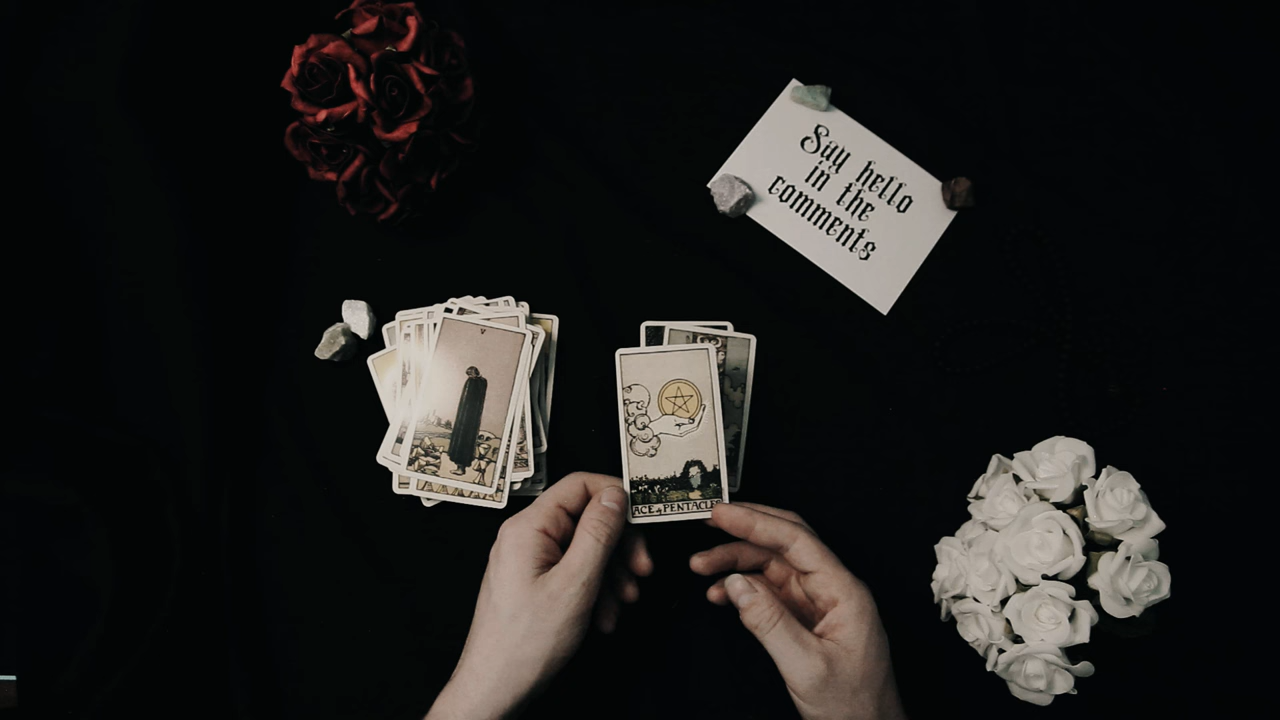 Say hello
in the
comments
V
ACE of PENTACLES